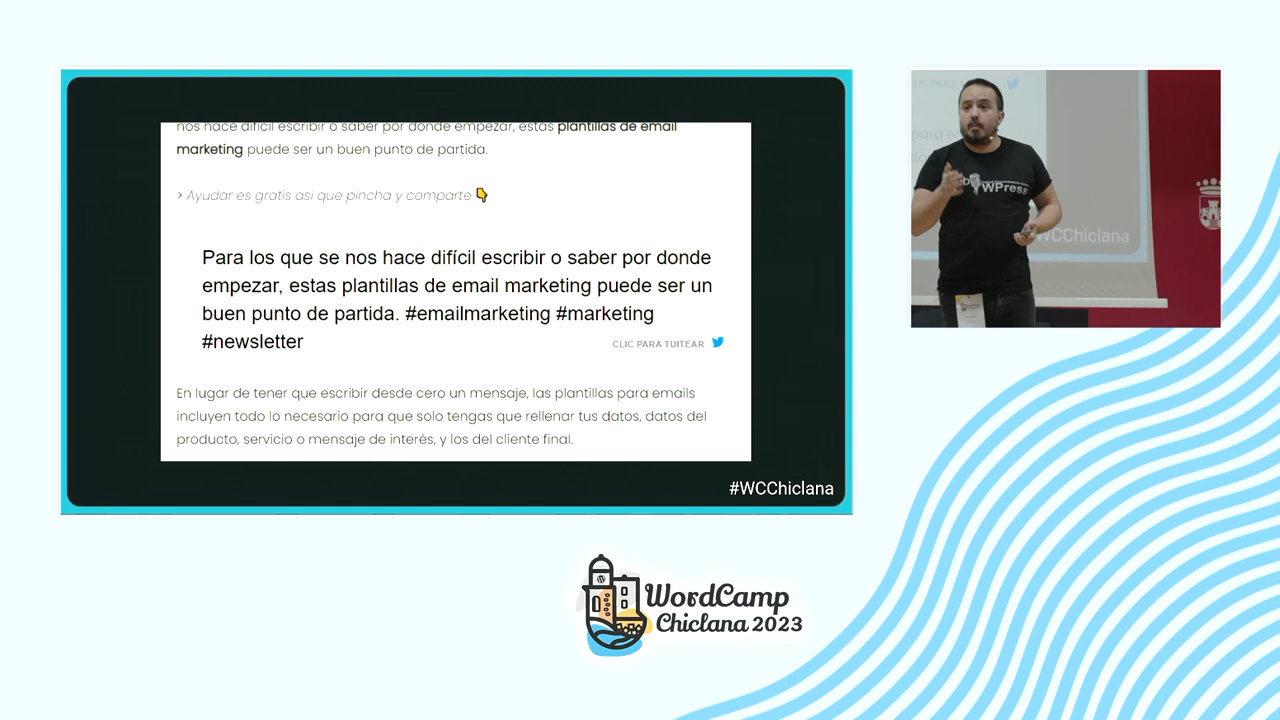 nos hace difícil escribir o saber por donde empezar, estas plantillas de email
marketing puede ser un buen punto de partida.
> Ayudar es gratis asi que pincha y comparte 👇
Para los que se nos hace difícil escribir o saber por donde
empezar, estas plantillas de email marketing puede ser un
buen punto de partida. #emailmarketing #marketing
#newsletter
CLIC PARA TUITEAR
En lugar de tener que escribir desde cero un mensaje, las plantillas para emails
incluyen todo lo necesario para que solo tengas que rellenar tus datos, datos del
producto, servicio o mensaje de interés, y los del cliente final.
#WCChiclana
WPress
WCChiclana
WordCamp
Chiclana 2023